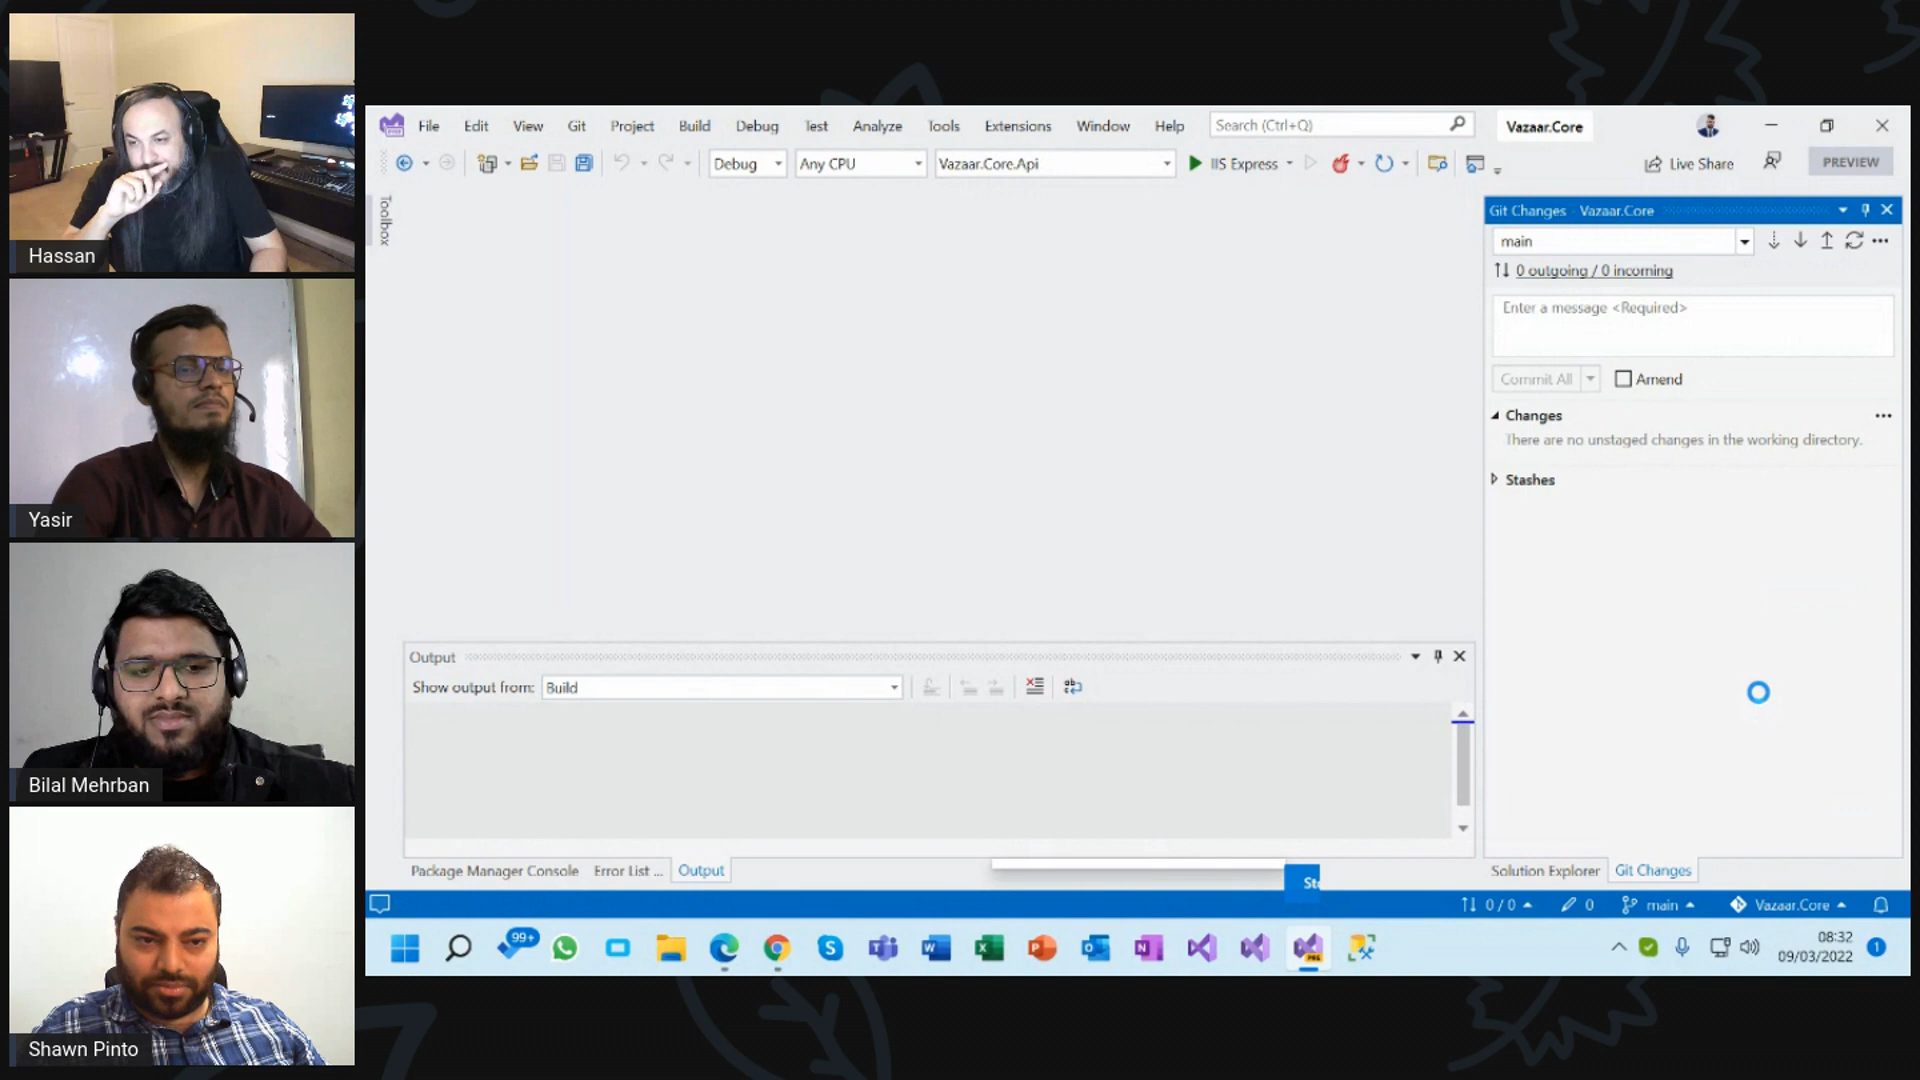 Hassan
Yasir
Bilal Mehrban
Shawn Pinto
File Edit View Git Project Build Debug Test Analyze Tools Extensions Window Help Search (Ctrl+Q) Vazaar.Core
Debug Any CPU Vazaar.Core.Api IIS Express Live Share PREVIEW
Toolbox
Git Changes - Vazaar.Core
main
0 outgoing / 0 incoming
Enter a message <Required>
Commit All Amend
Changes
There are no unstaged changes in the working directory.
Stashes
Output
Show output from: Build
Package Manager Console Error List ... Output
Solution Explorer Git Changes
0 / 0 0 main Vazaar.Core
99+
08:32
09/03/2022
1